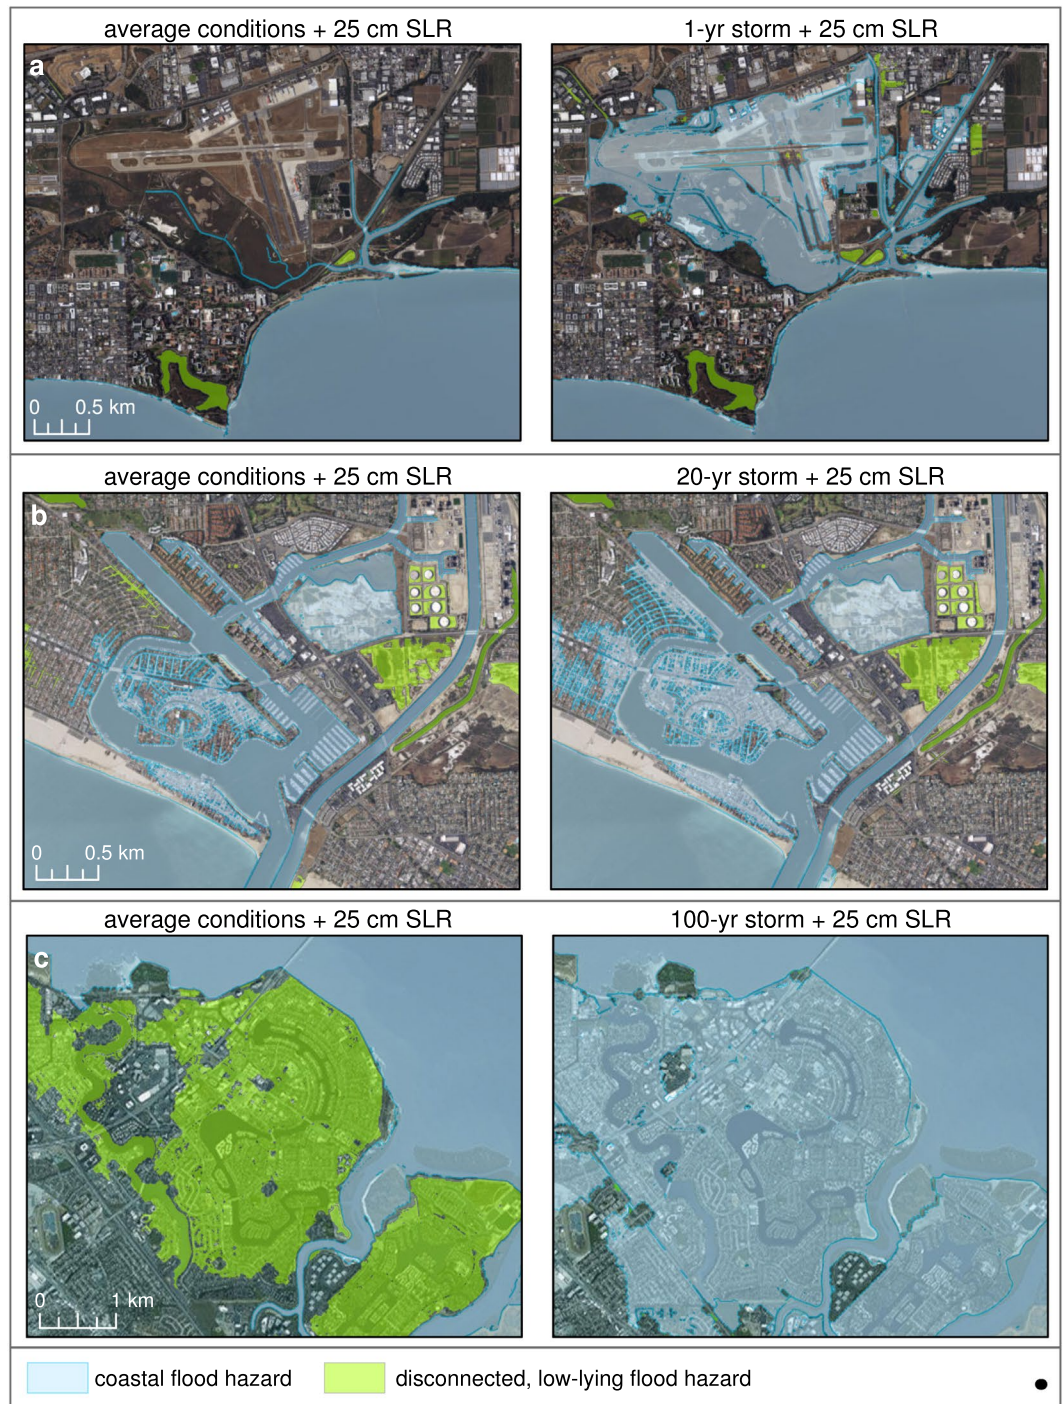 average conditions + 25 cm SLR
1-yr storm + 25 cm SLR
a
0 0.5 km
average conditions + 25 cm SLR
20-yr storm + 25 cm SLR
b
0 0.5 km
average conditions + 25 cm SLR
100-yr storm + 25 cm SLR
c
0 1 km
coastal flood hazard
disconnected, low-lying flood hazard